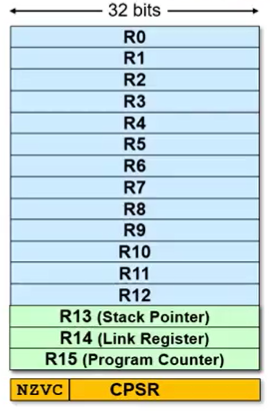 32 bits
R0
R1
R2
R3
R4
R5
R6
R7
R8
R9
R10
R11
R12
R13 (Stack Pointer)
R14 (Link Register)
R15 (Program Counter)
NZVC CPSR